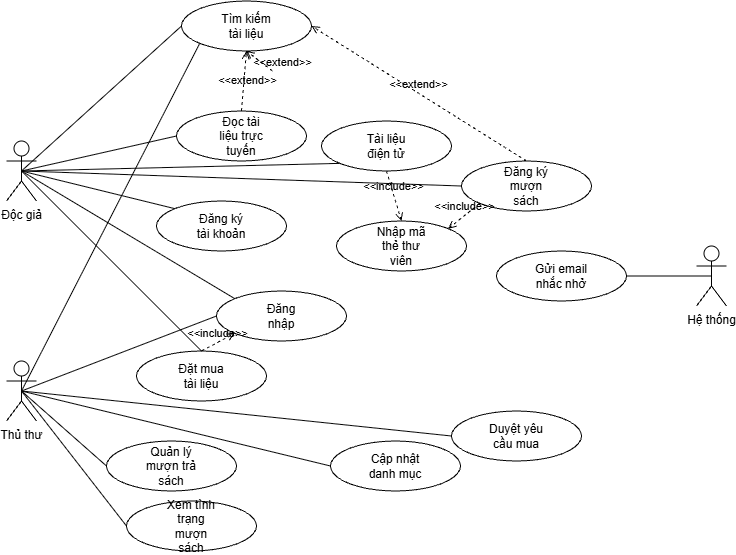 Tìm kiếm
tài liệu
<<extend>>
<<extend>>
<<extend>>
Đọc tài
liệu trực
tuyến
Tài liệu
điện tử
Đăng ký
mượn
sách
<<include>>
<<include>>
Độc giả
Đăng ký
tài khoản
Nhập mã
thẻ thư
viên
Gửi email
nhắc nhở
Hệ thống
Đăng
nhập
<<include>>
Đặt mua
tài liệu
Thủ thư
Duyệt yêu
cầu mua
Quản lý
mượn trả
sách
Cập nhật
danh mục
Xem tình
trạng
mượn
sách